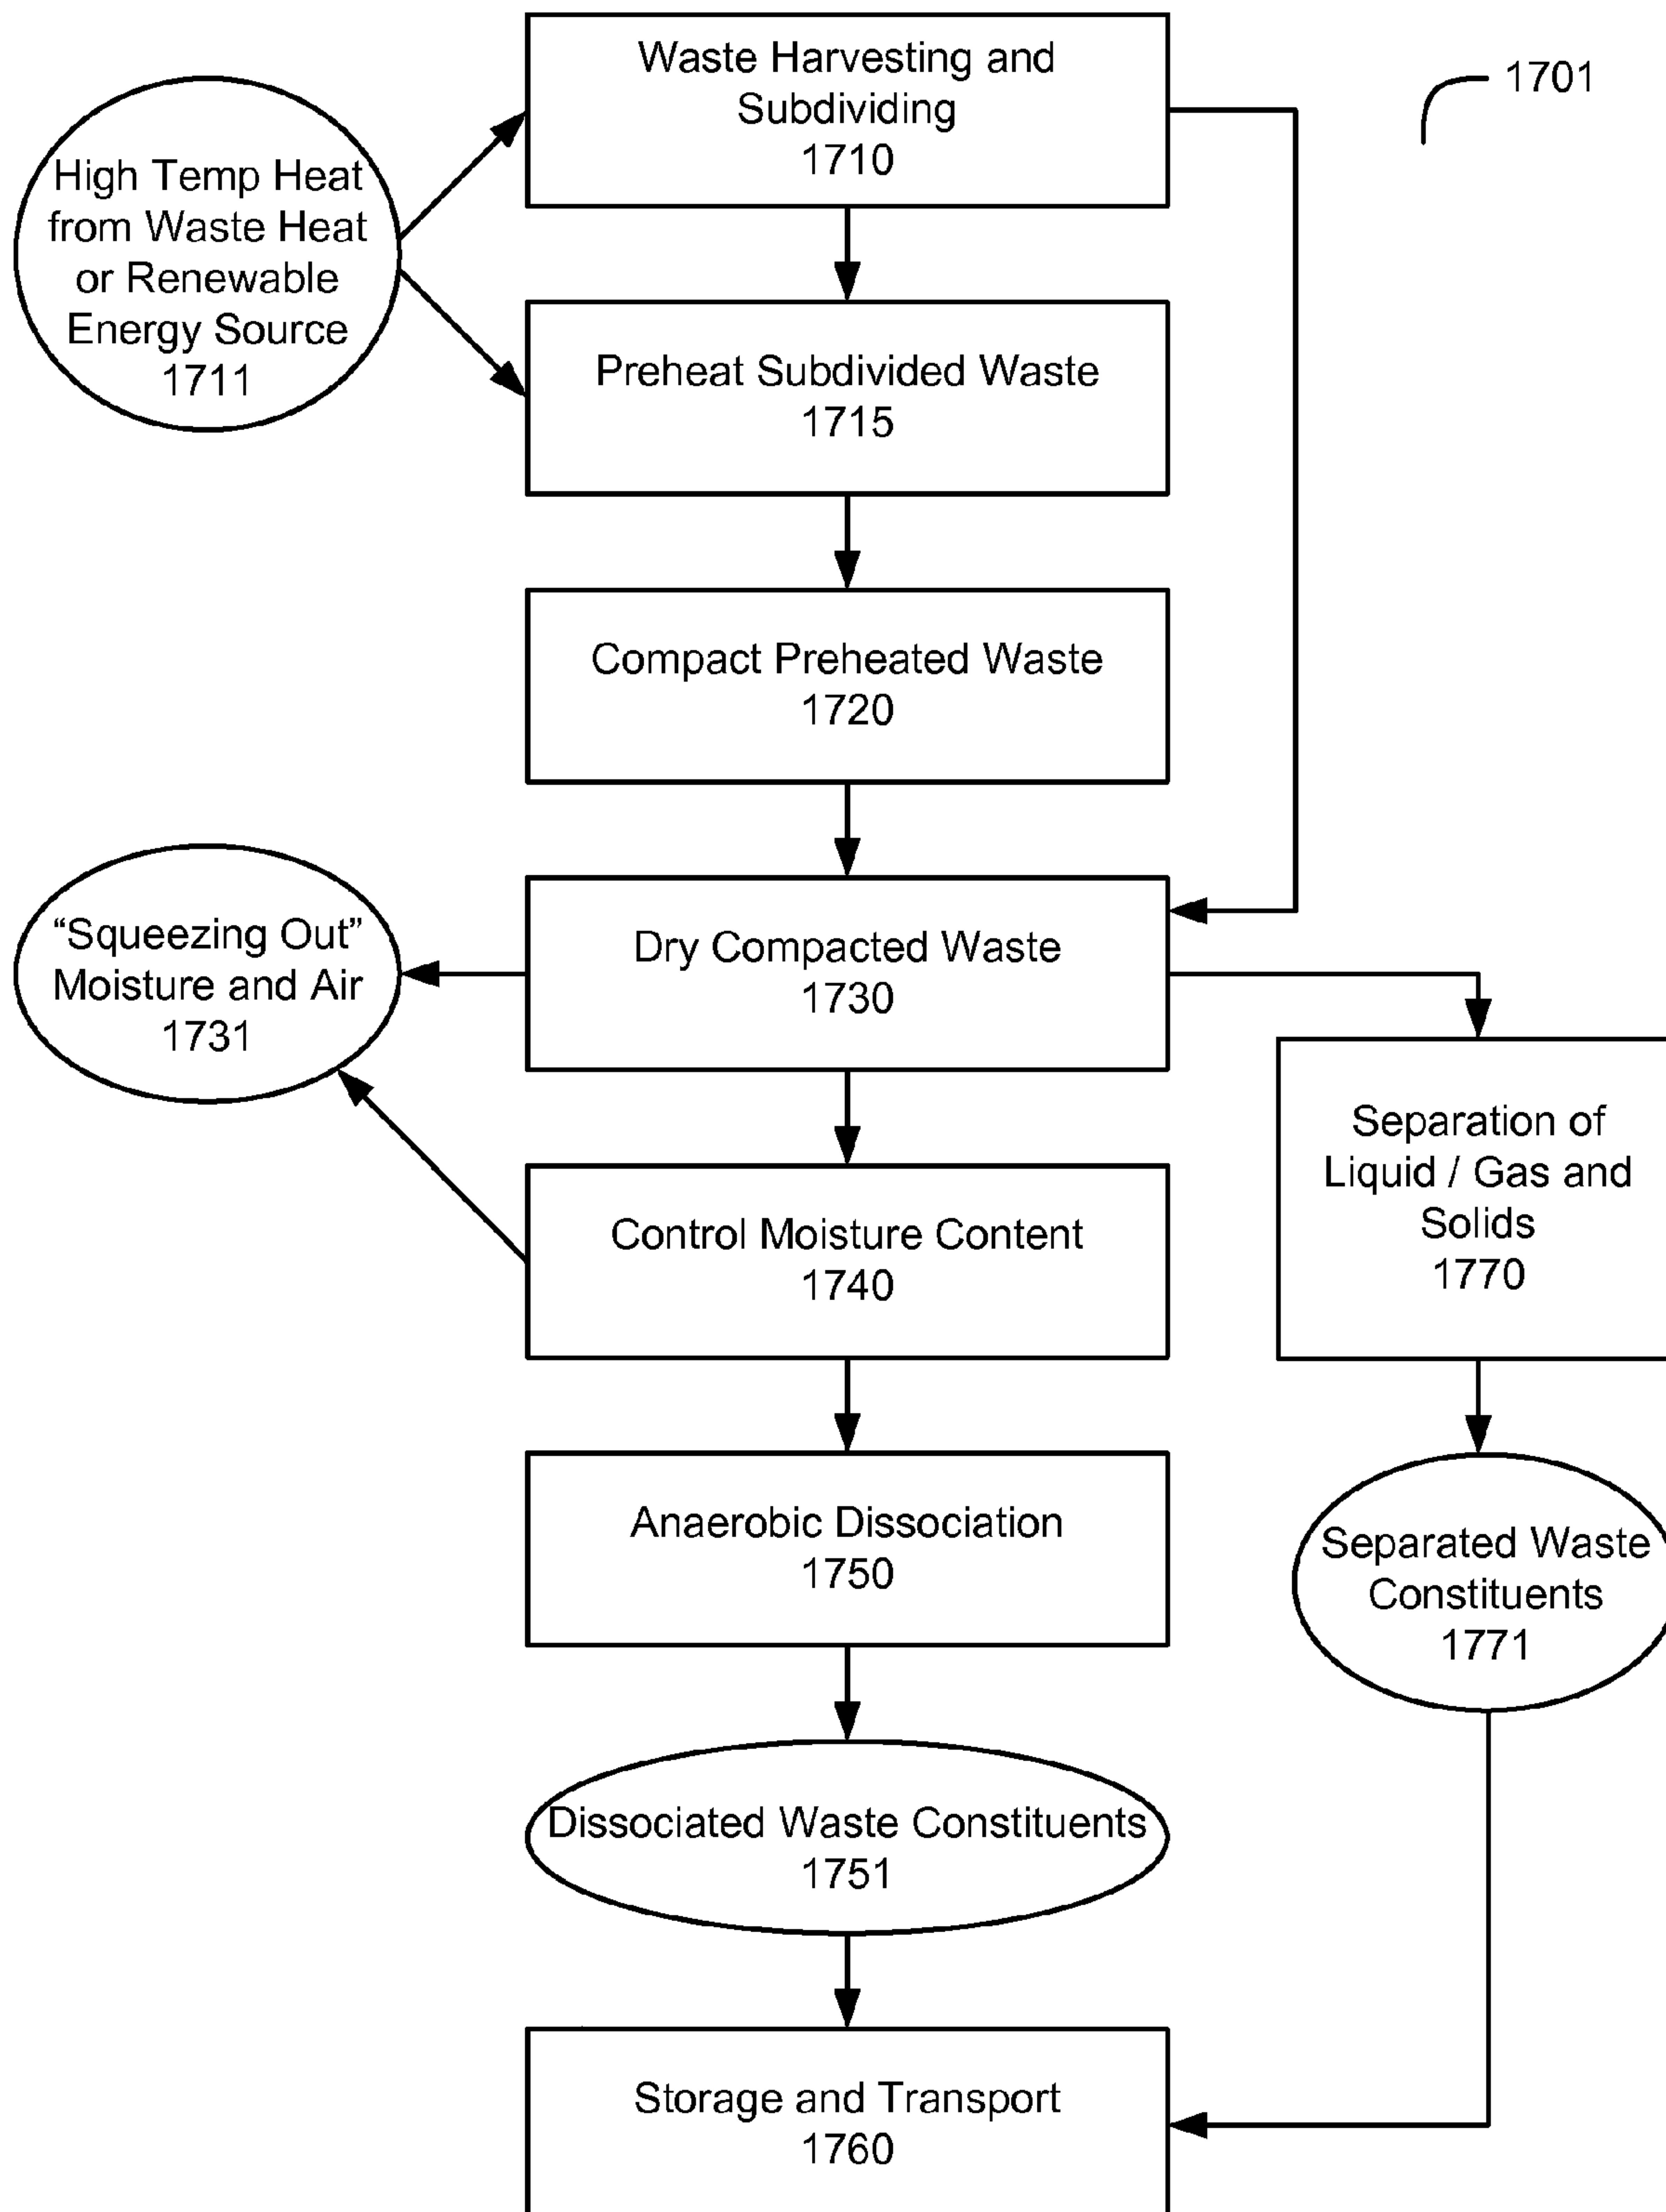 Waste Harvesting and
Subdividing
1710
1701
High Temp Heat
from Waste Heat
or Renewable
Energy Source
1711
Preheat Subdivided Waste
1715
Compact Preheated Waste
1720
“Squeezing Out”
Moisture and Air
1731
Dry Compacted Waste
1730
Separation of
Liquid / Gas and
Solids
1770
Control Moisture Content
1740
Anaerobic Dissociation
1750
Separated Waste
Constituents
1771
Dissociated Waste Constituents
1751
Storage and Transport
1760